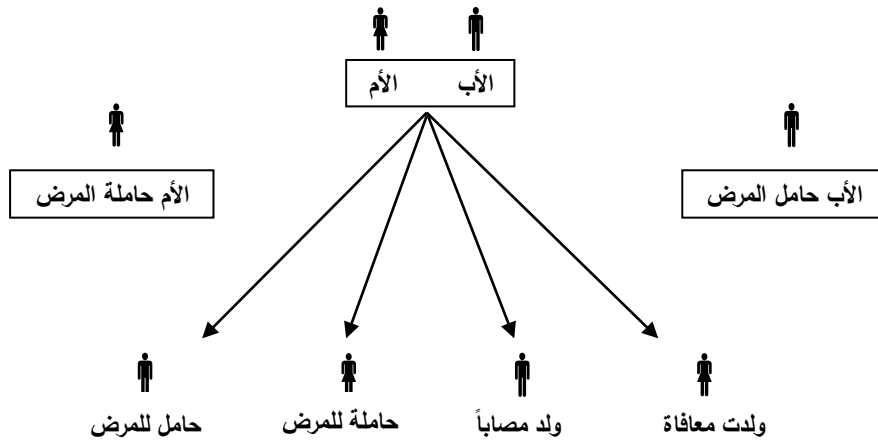 الأب الأم
الأب حامل المرض
الأم حاملة المرض
ولدت معافاة
ولد مصاباً
حاملة للمرض
حامل للمرض